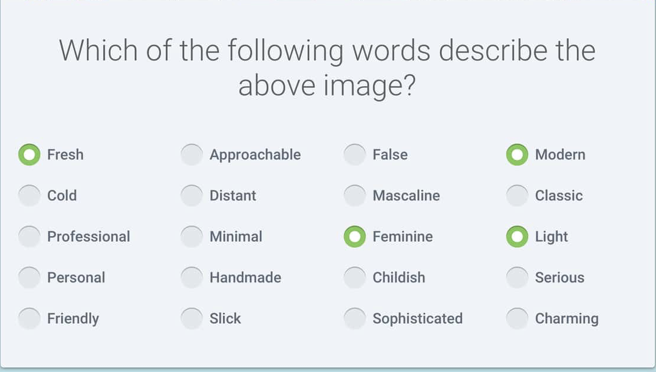 Which of the following words describe the
above image?
Fresh Approachable False Modern
Cold Distant Mascaline Classic
Professional Minimal Feminine Light
Personal Handmade Childish Serious
Friendly Slick Sophisticated Charming